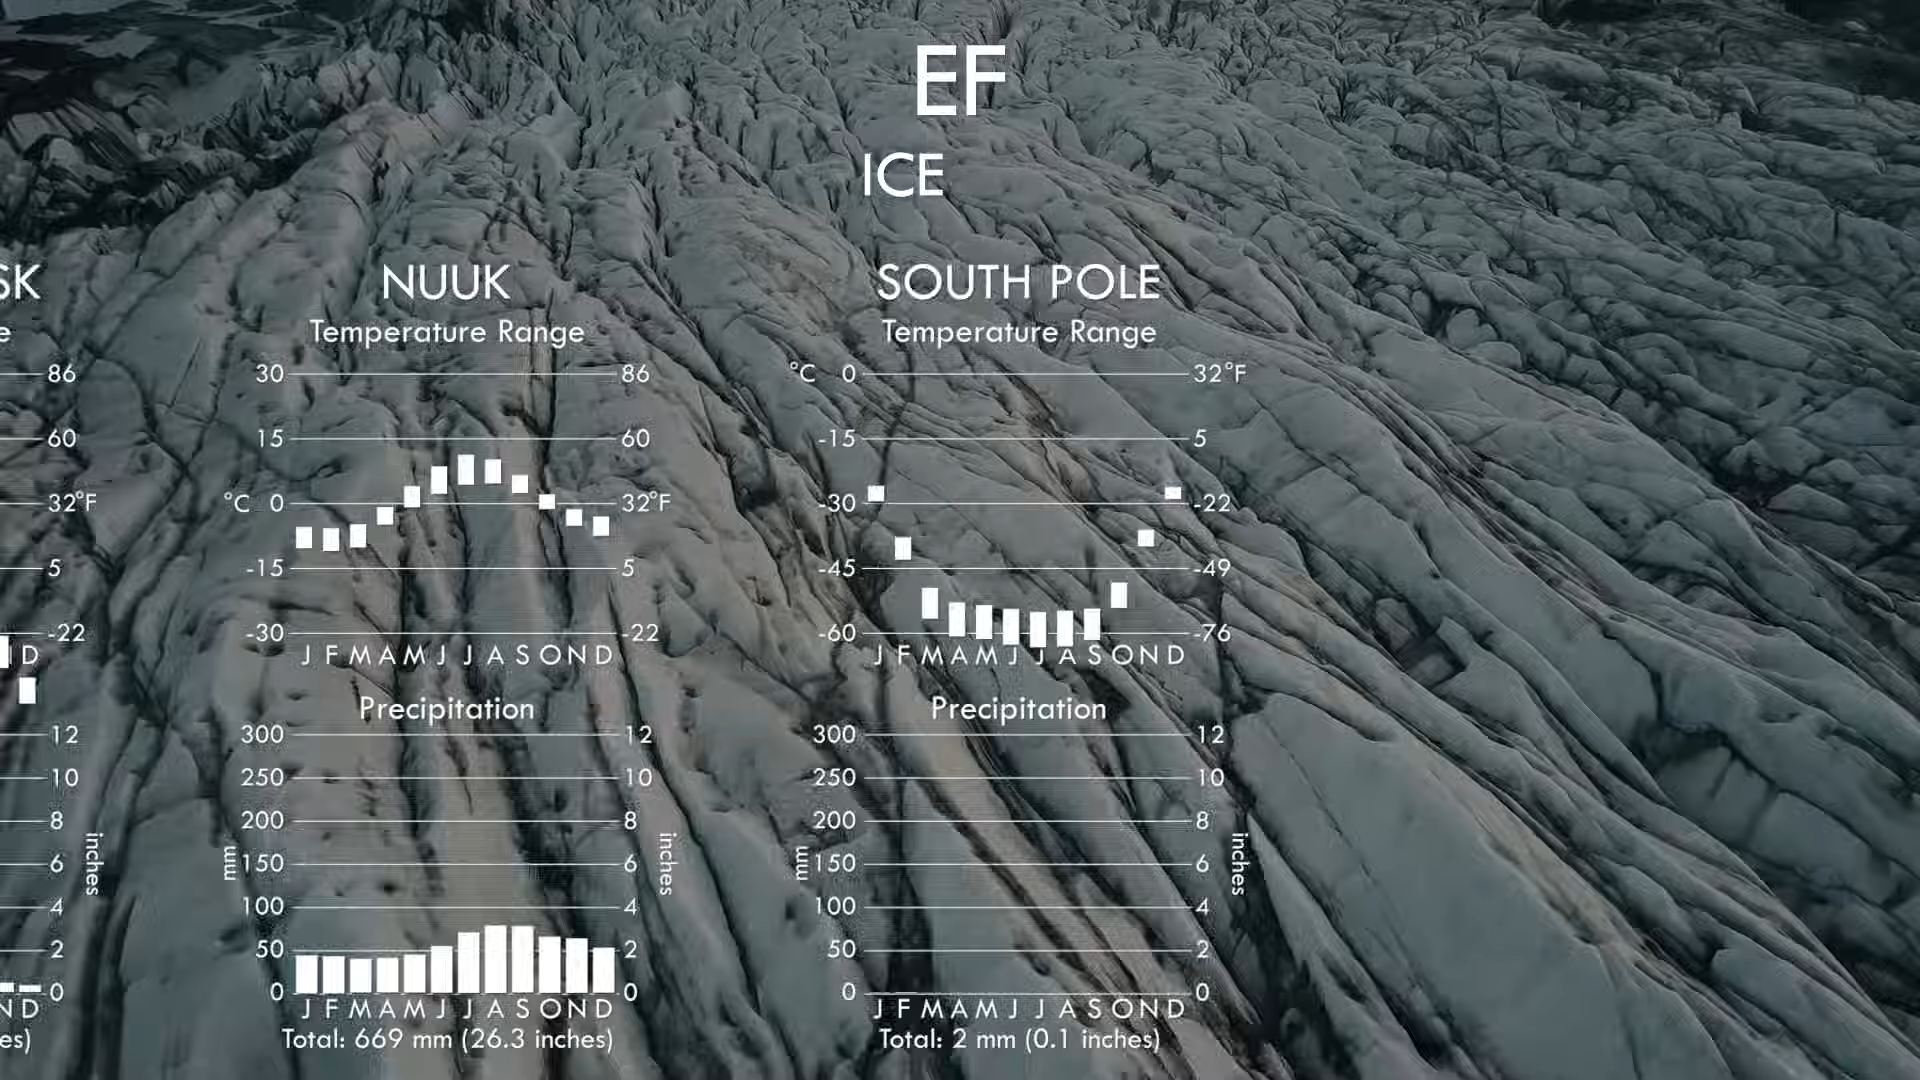 EF
ICE
SK
NUUK
SOUTH POLE
e
Temperature Range
Temperature Range
86
30
86
°C 0
32°F
60
15
60
-15
5
32°F
°C 0
32°F
-30
-22
5
-15
5
-45
-49
-22
-30
-22
-60
-76
N D
J F M A M J J A S O N D
J F M A M J J A S O N D
Precipitation
Precipitation
12
300
12
300
12
10
250
10
250
10
8
200
8
200
8
6
inches
mm
150
6
inches
mm
150
6
inches
4
100
4
100
4
2
50
2
50
2
0
0
0
0
0
N D
J F M A M J J A S O N D
J F M A M J J A S O N D
es)
Total: 669 mm (26.3 inches)
Total: 2 mm (0.1 inches)